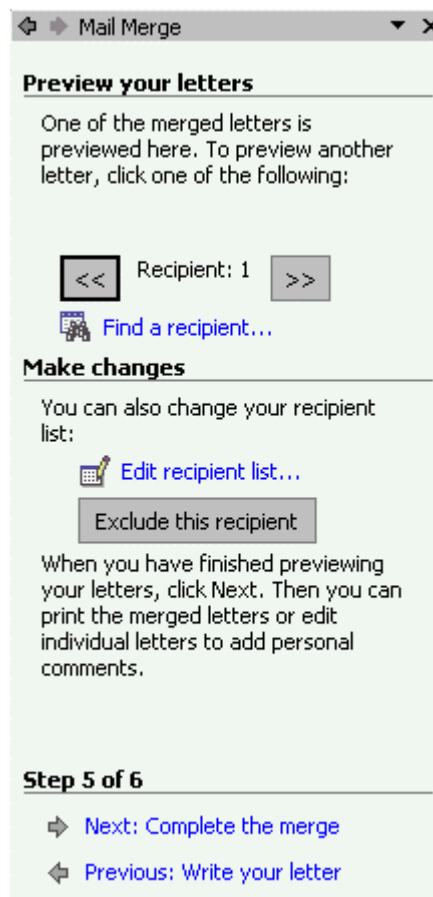 Mail Merge
Preview your letters
One of the merged letters is
previewed here. To preview another
letter, click one of the following:
<< Recipient: 1 >>
Find a recipient...
Make changes
You can also change your recipient
list:
Edit recipient list...
Exclude this recipient
When you have finished previewing
your letters, click Next. Then you can
print the merged letters or edit
individual letters to add personal
comments.
Step 5 of 6
Next: Complete the merge
Previous: Write your letter